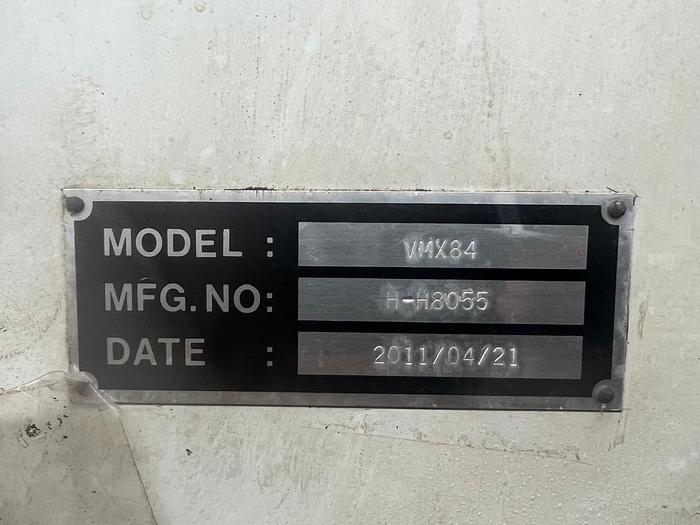 MODEL : VMX84
MFG.NO: H-H8055
DATE : 2011/04/21